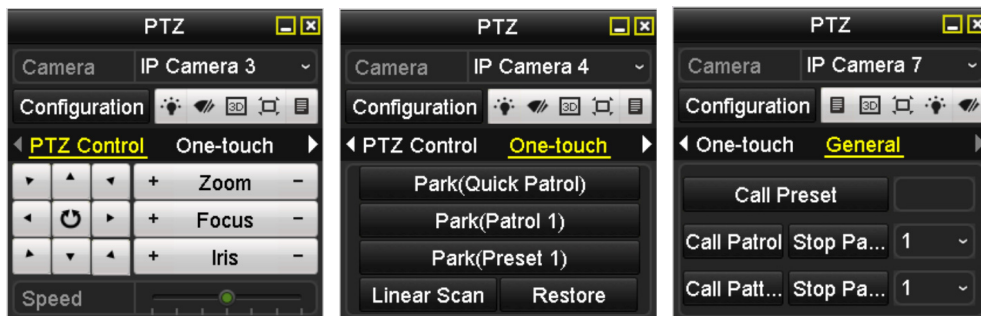 PTZ
Camera IP Camera 3
Configuration 3D
PTZ Control One-touch
+ Zoom -
+ Focus -
+ Iris -
Speed
PTZ
Camera IP Camera 4
Configuration 3D
PTZ Control One-touch
Park(Quick Patrol)
Park(Patrol 1)
Park(Preset 1)
Linear Scan Restore
PTZ
Camera IP Camera 7
Configuration 3D
One-touch General
Call Preset
Call Patrol Stop Pa... 1
Call Patt... Stop Pa... 1